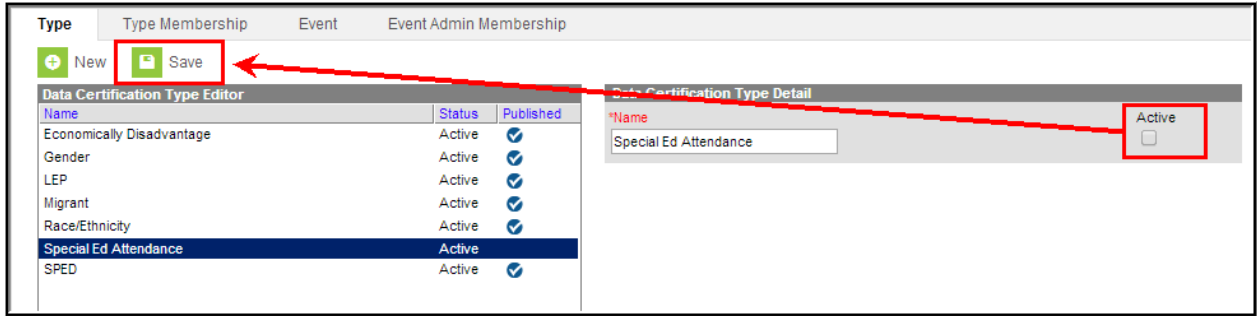 Type Type Membership Event Event Admin Membership
New Save
Data Certification Type Editor
Name Status Published
Economically Disadvantage Active
Gender Active
LEP Active
Migrant Active
Race/Ethnicity Active
Special Ed Attendance Active
SPED Active
Data Certification Type Detail
*Name Active
Special Ed Attendance